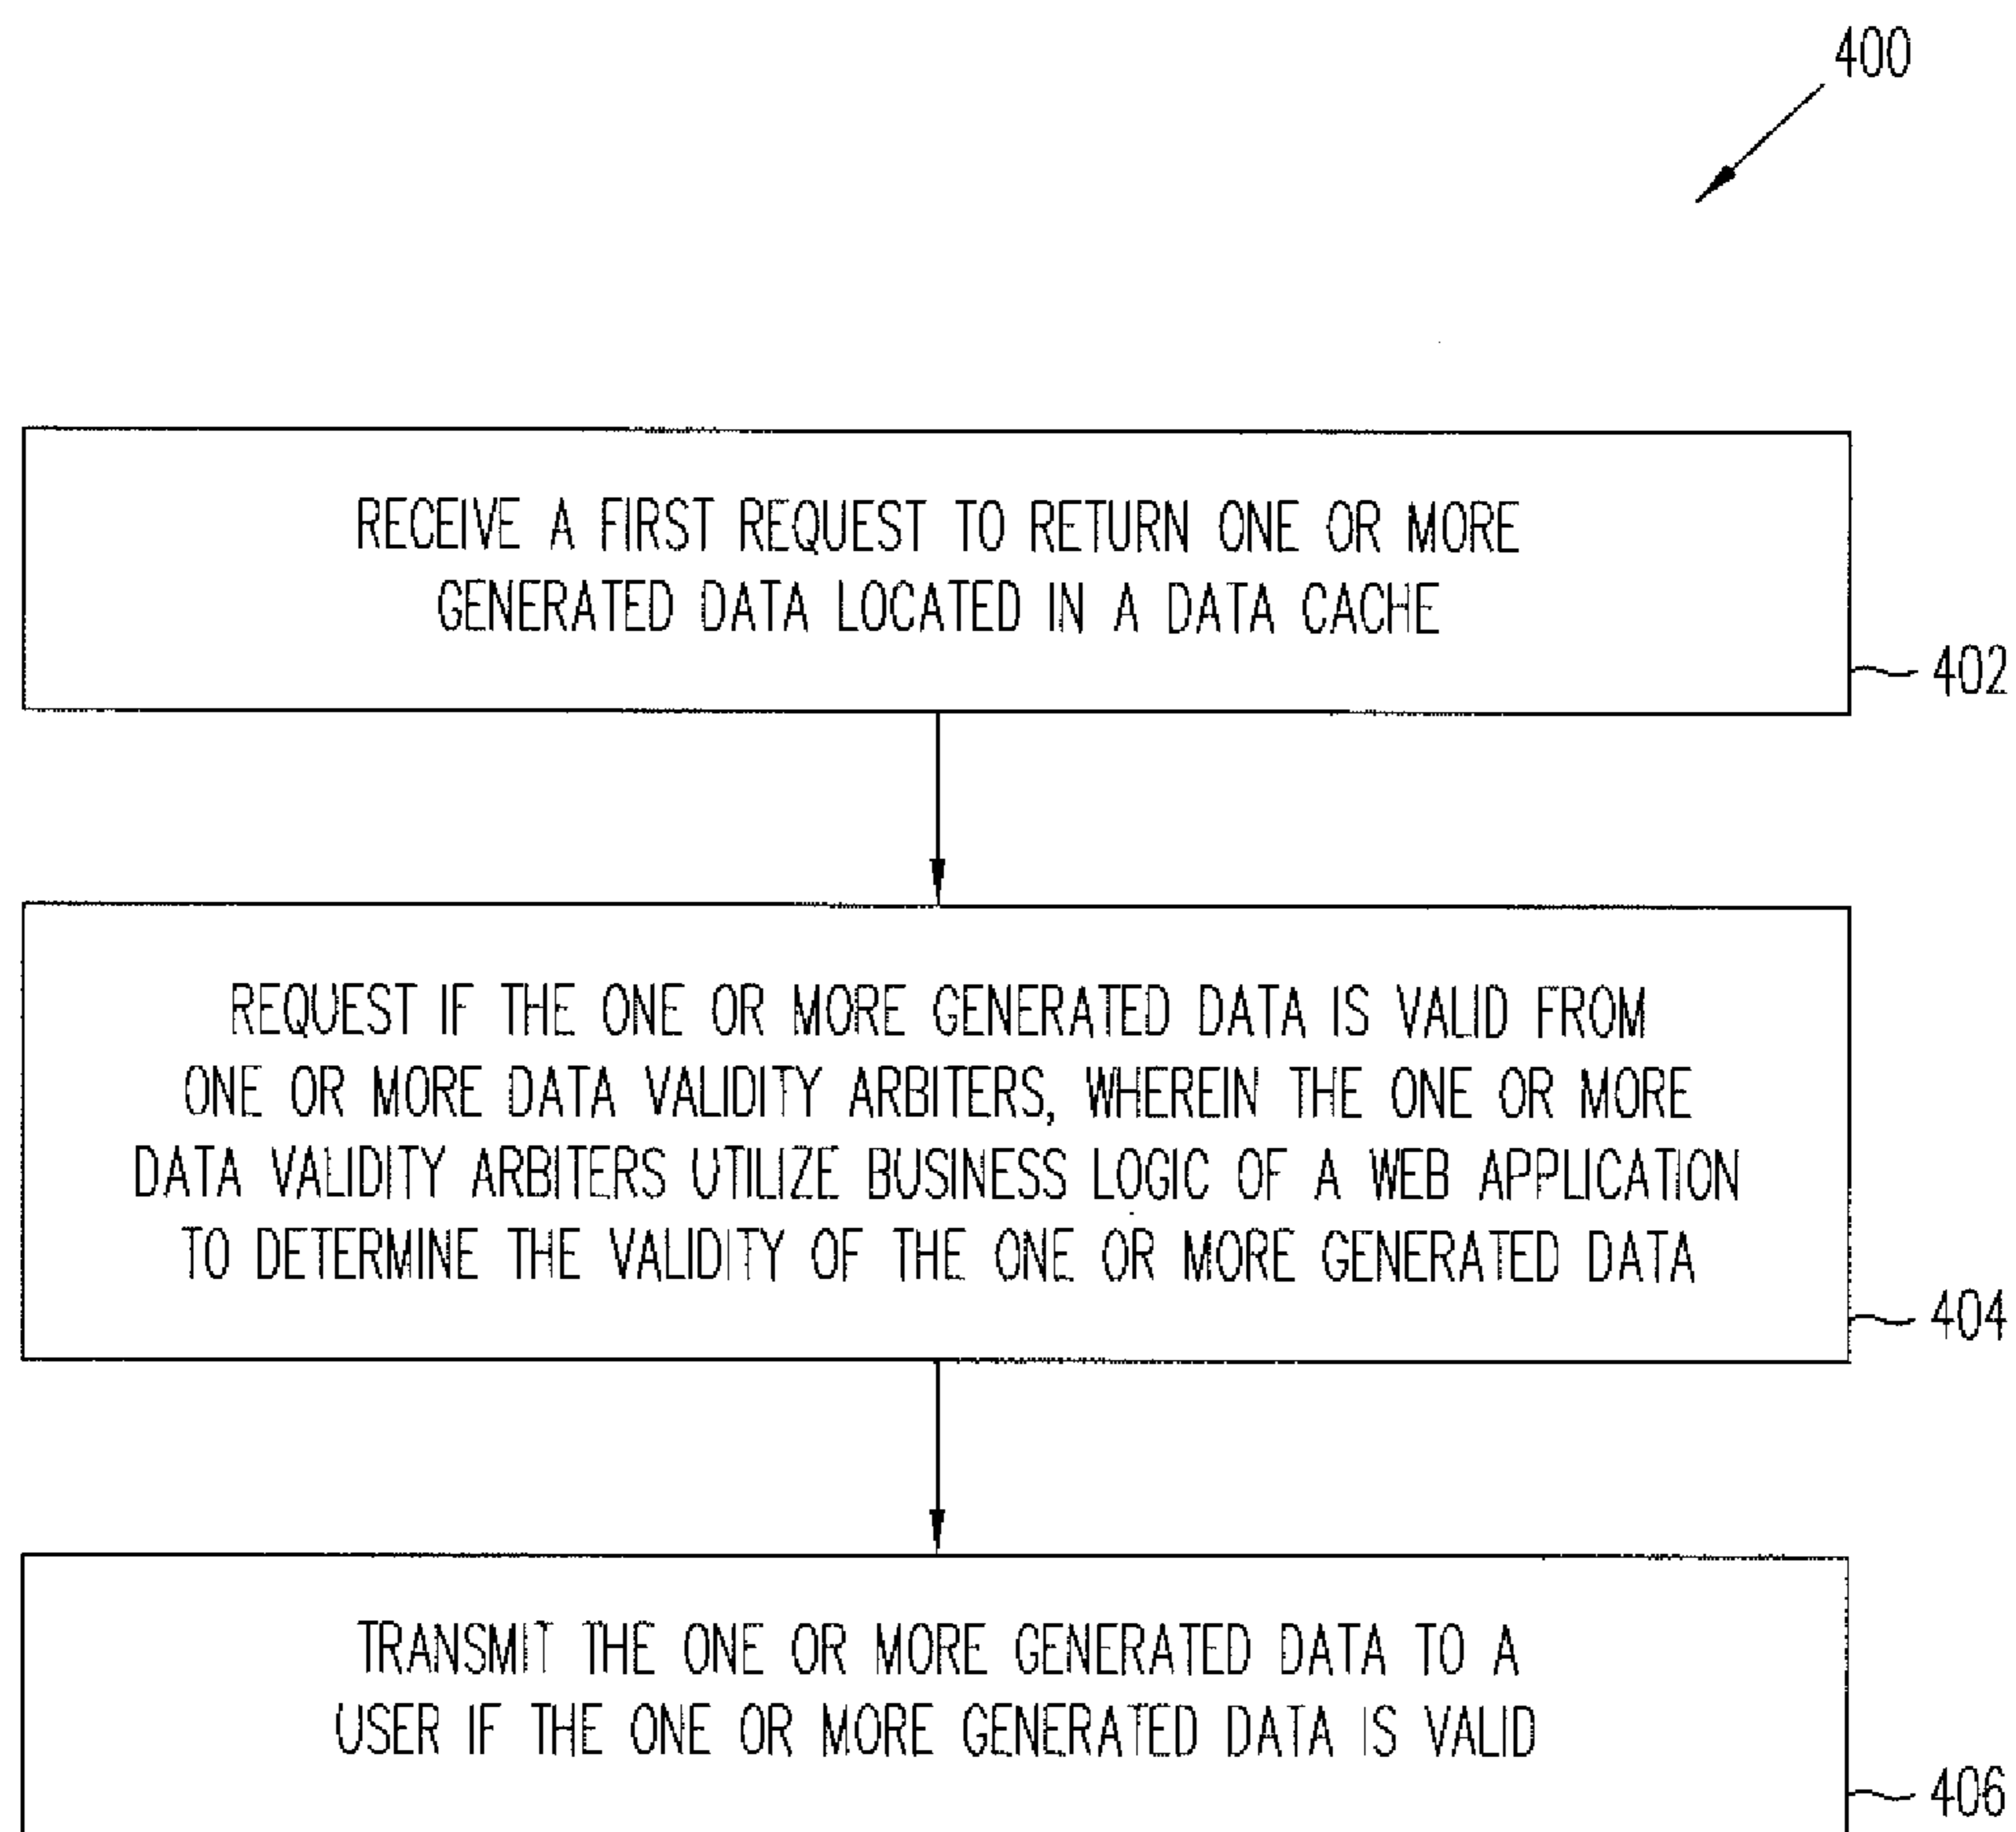 400
RECEIVE A FIRST REQUEST TO RETURN ONE OR MORE
GENERATED DATA LOCATED IN A DATA CACHE
402
REQUEST IF THE ONE OR MORE GENERATED DATA IS VALID FROM
ONE OR MORE DATA VALIDITY ARBITERS, WHEREIN THE ONE OR MORE
DATA VALIDITY ARBITERS UTILIZE BUSINESS LOGIC OF A WEB APPLICATION
TO DETERMINE THE VALIDITY OF THE ONE OR MORE GENERATED DATA
404
TRANSMIT THE ONE OR MORE GENERATED DATA TO A
USER IF THE ONE OR MORE GENERATED DATA IS VALID
406